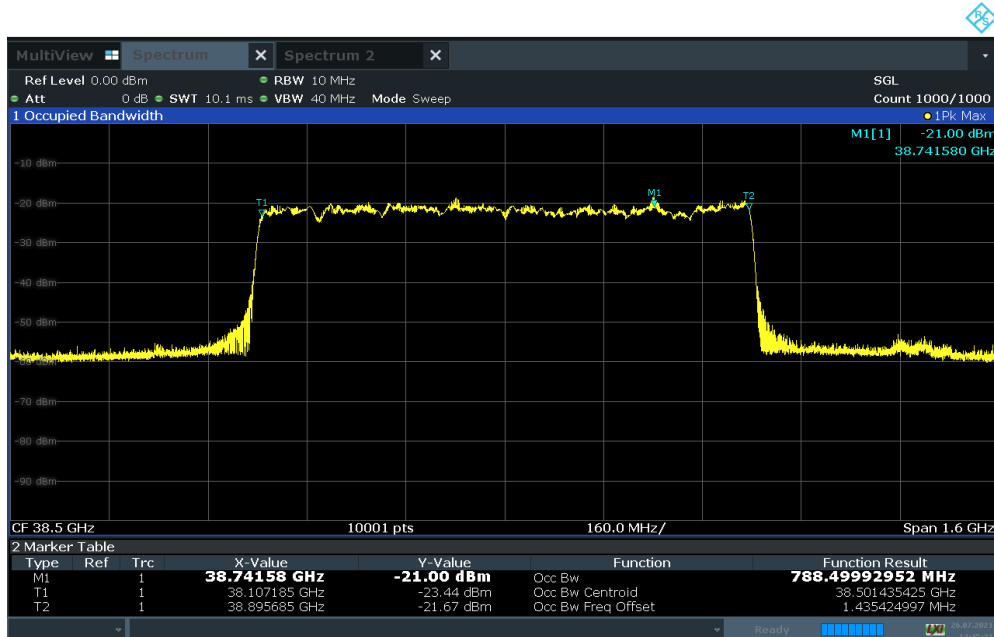 R&S
MultiView Spectrum X Spectrum 2 X
Ref Level 0.00 dBm RBW 10 MHz SGL
Att 0 dB SWT 10.1 ms VBW 40 MHz Mode Sweep Count 1000/1000
1 Occupied Bandwidth 1Pk Max
M1[1] -21.00 dBm
38.741580 GHz
-10 dBm
-20 dBm
T1 M1 T2
-30 dBm
-40 dBm
-50 dBm
-60 dBm
-70 dBm
-80 dBm
-90 dBm
CF 38.5 GHz 10001 pts 160.0 MHz/ Span 1.6 GHz
2 Marker Table
Type Ref Trc X-Value Y-Value Function Function Result
M1 1 38.74158 GHz -21.00 dBm Occ Bw 788.49992952 MHz
T1 1 38.107185 GHz -23.44 dBm Occ Bw Centroid 38.501435425 GHz
T2 1 38.895685 GHz -21.67 dBm Occ Bw Freq Offset 1.435424997 MHz
Ready LXI 26.07.2021